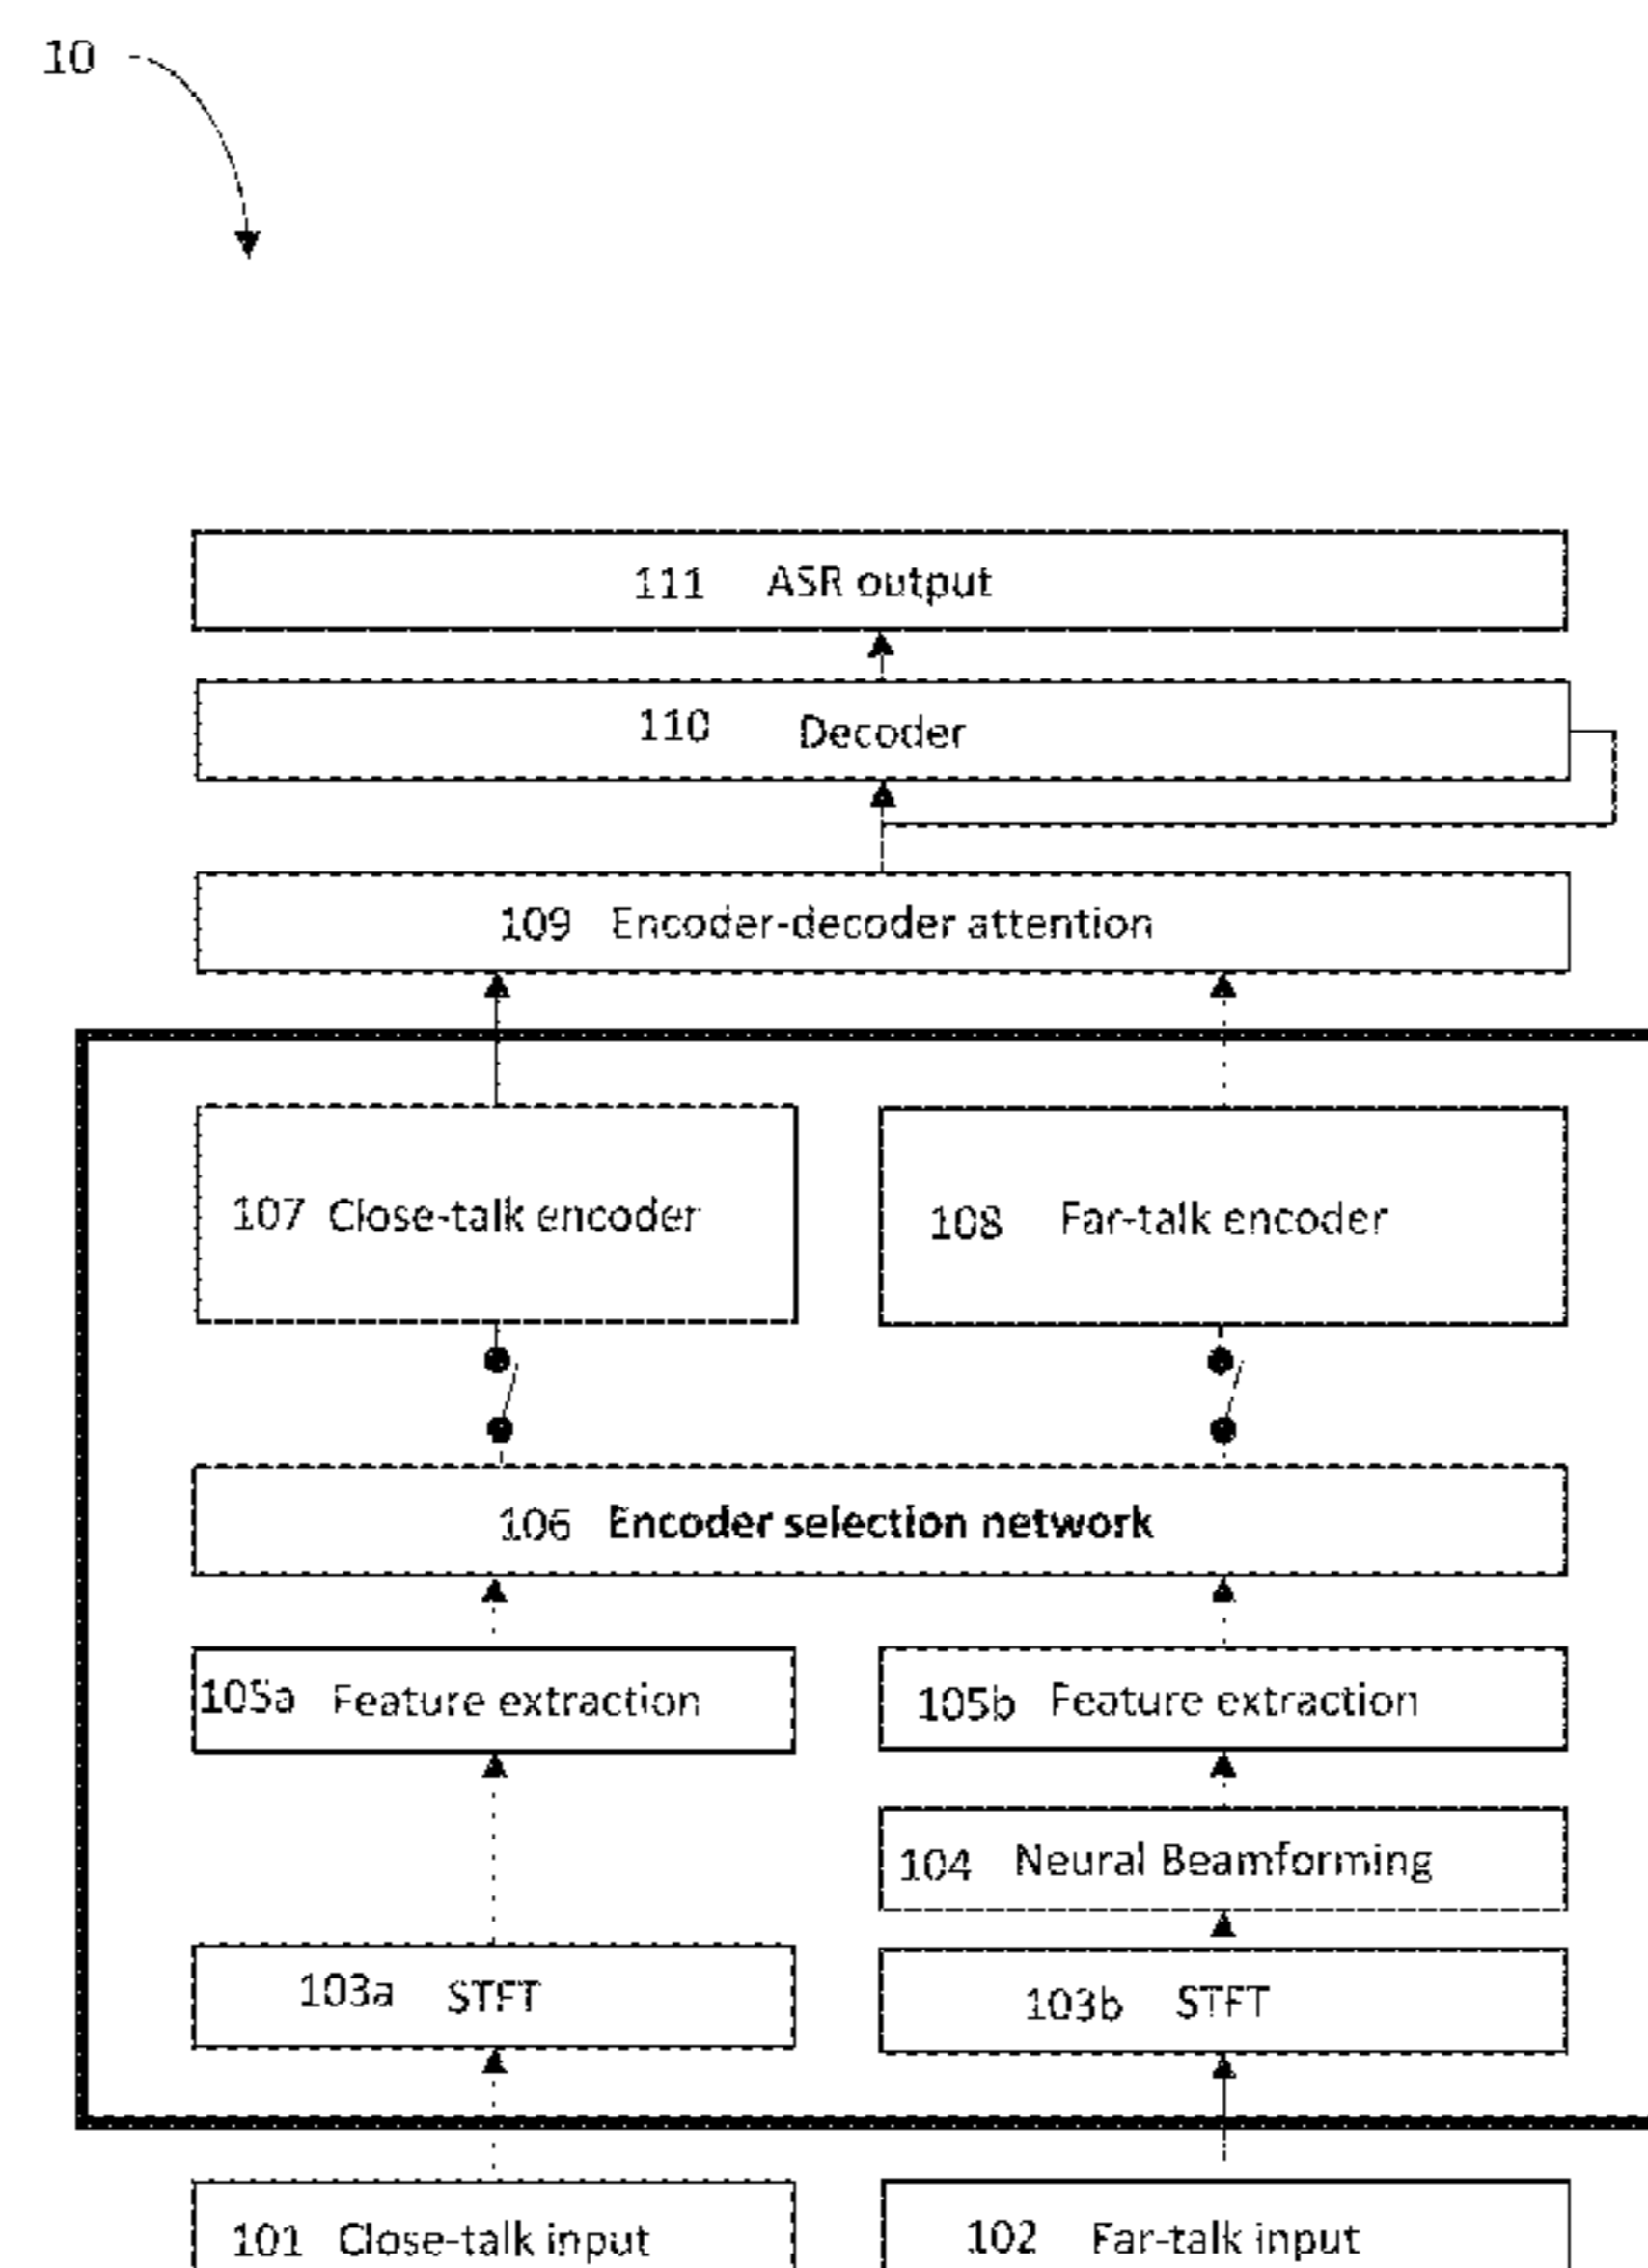 10
111 ASR output
110 Decoder
109 Encoder-decoder attention
107 Close-talk encoder
108 Far-talk encoder
106 Encoder selection network
105a Feature extraction
105b Feature extraction
104 Neural Beamforming
103a STFT
103b STFT
101 Close-talk input
102 Far-talk input